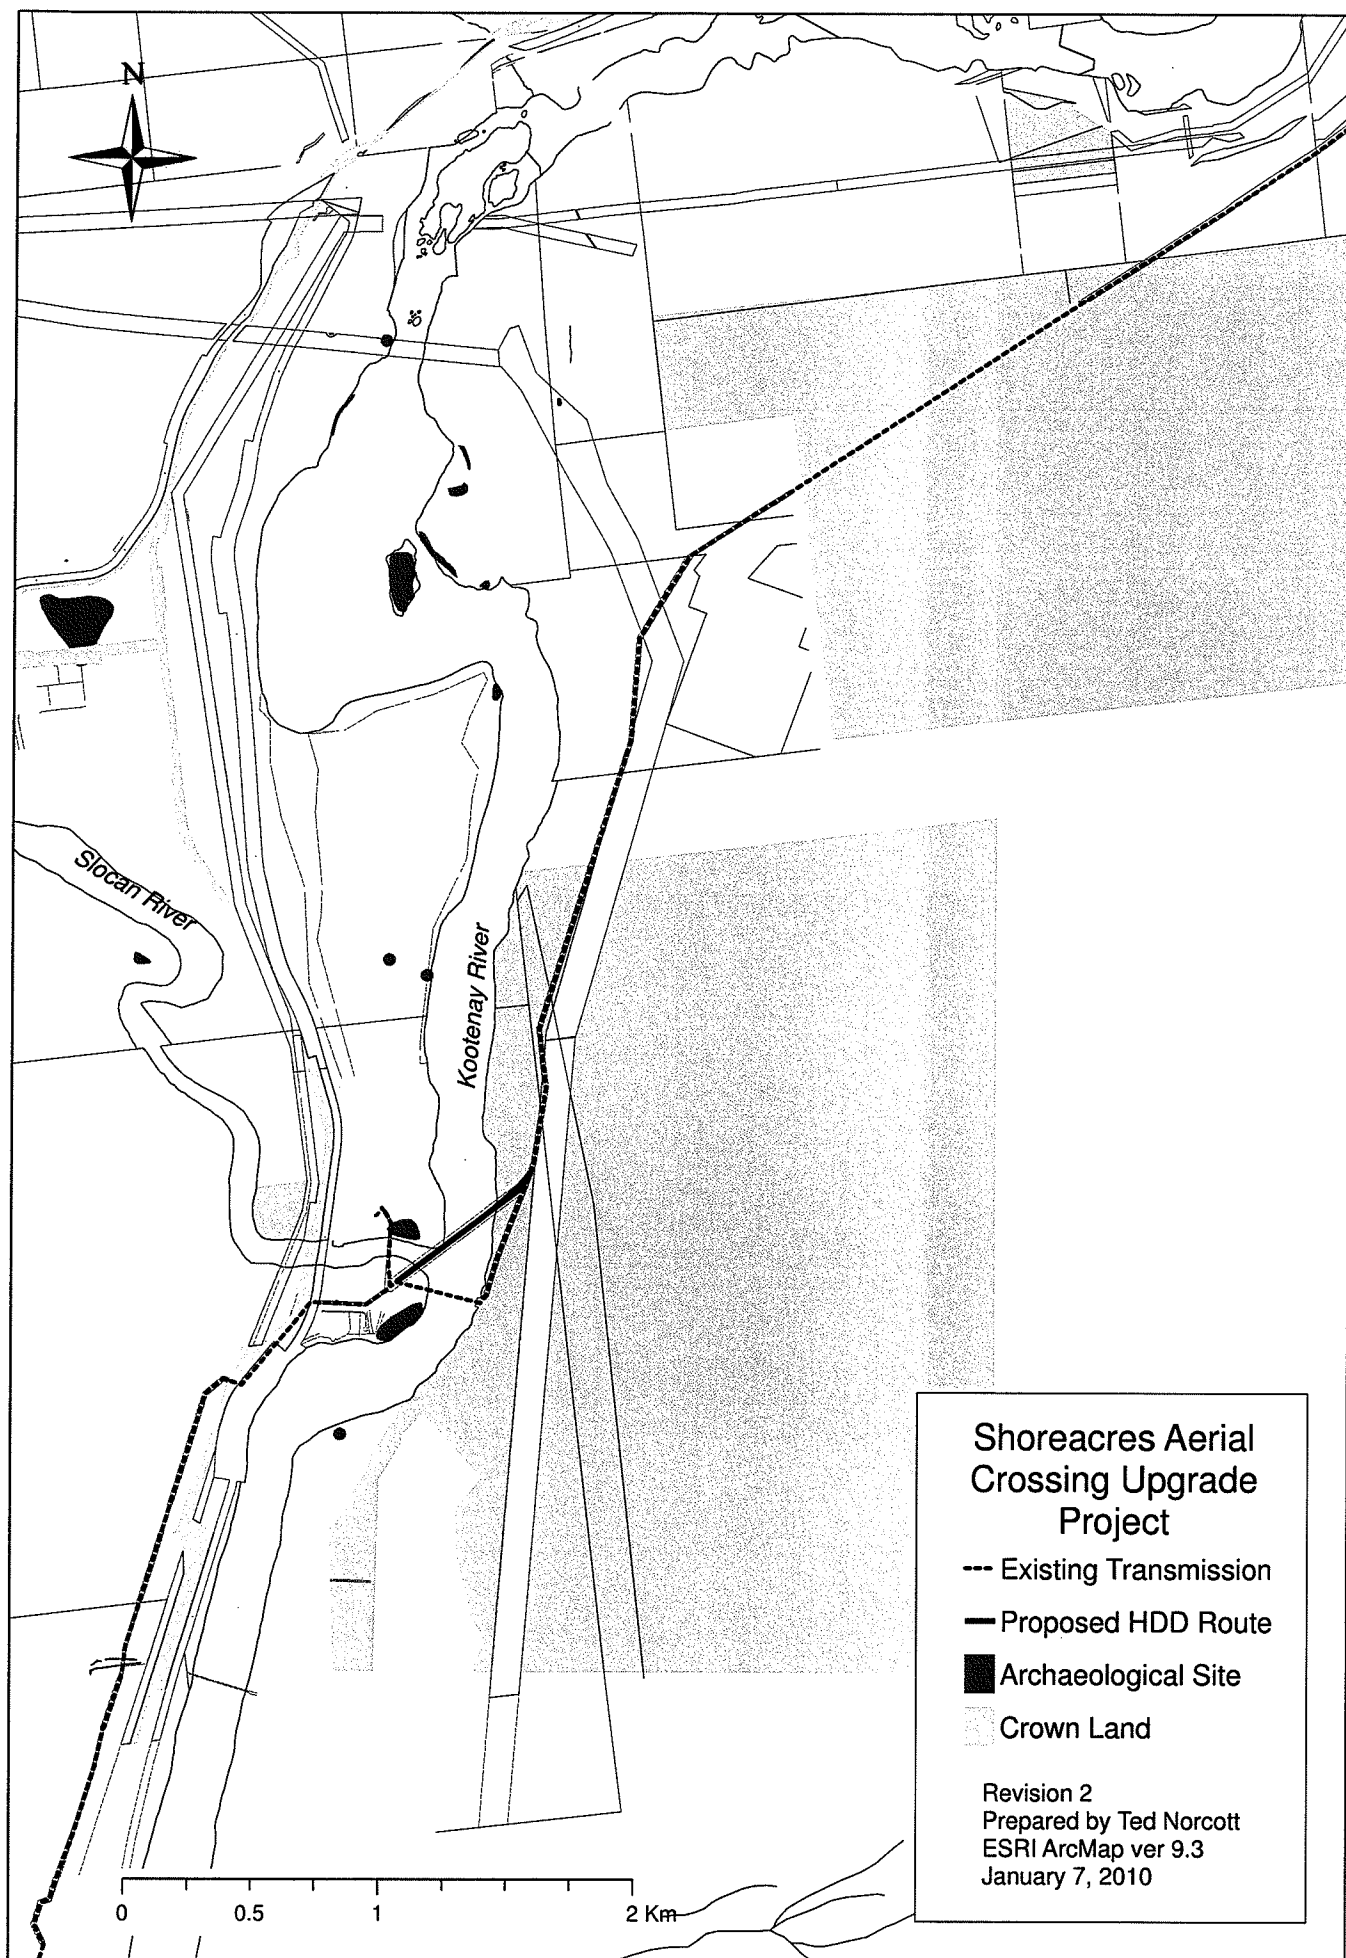 N
Slocan River
Kootenay River
Shoreacres Aerial
Crossing Upgrade
Project
Existing Transmission
Proposed HDD Route
Archaeological Site
Crown Land
Revision 2
Prepared by Ted Norcott
ESRI ArcMap ver 9.3
January 7, 2010
0 0.5 1 2 Km